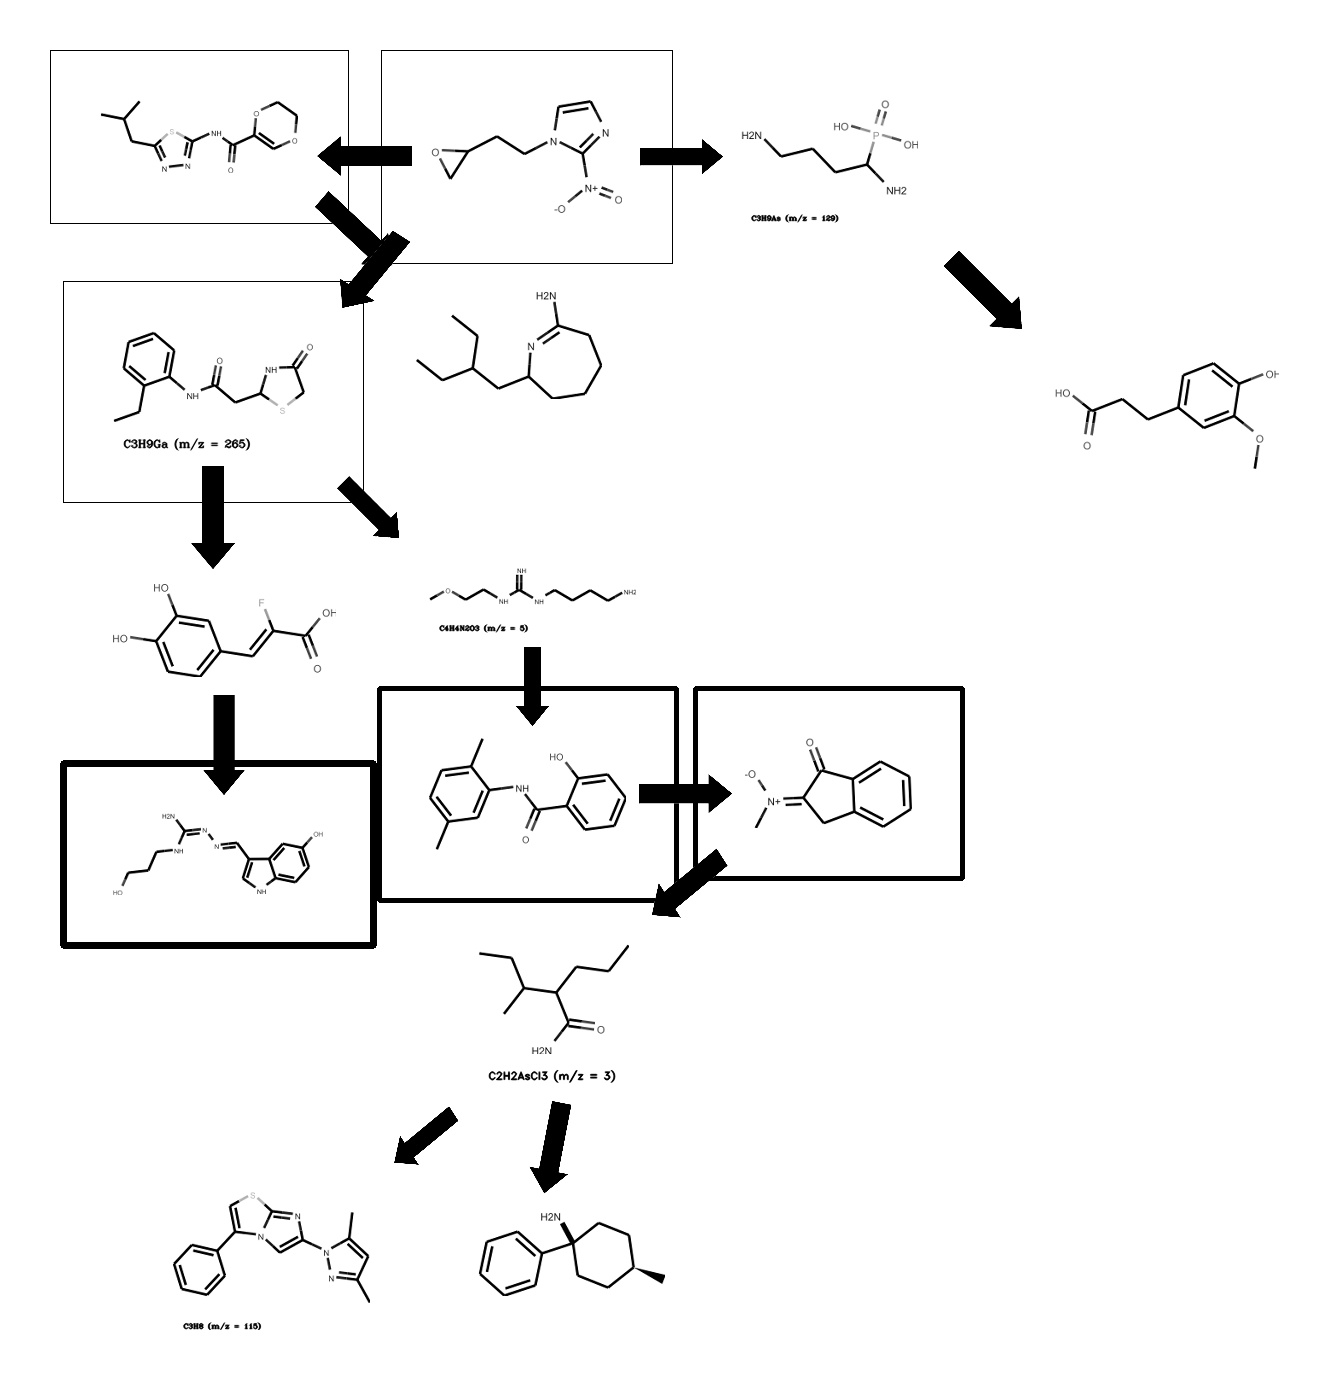 S
NH
O
O
O
N
N
O
N
N
N+
O
-O
H2N
HO
O
P
OH
NH2
C3H9As (m/z = 129)
H2N
N
O
NH
O
NH
S
C3H9Ga (m/z = 265)
HO
O
OH
O
HO
HO
F
OH
O
NH
O
NH
NH
NH2
C4H4N2O3 (m/z = 5)
HO
NH
O
O
-O
N+
H2N
N
N
NH
HO
OH
NH
O
H2N
C2H2AsCl3 (m/z = 3)
S
N
N
N
N
C3H8 (m/z = 115)
H2N